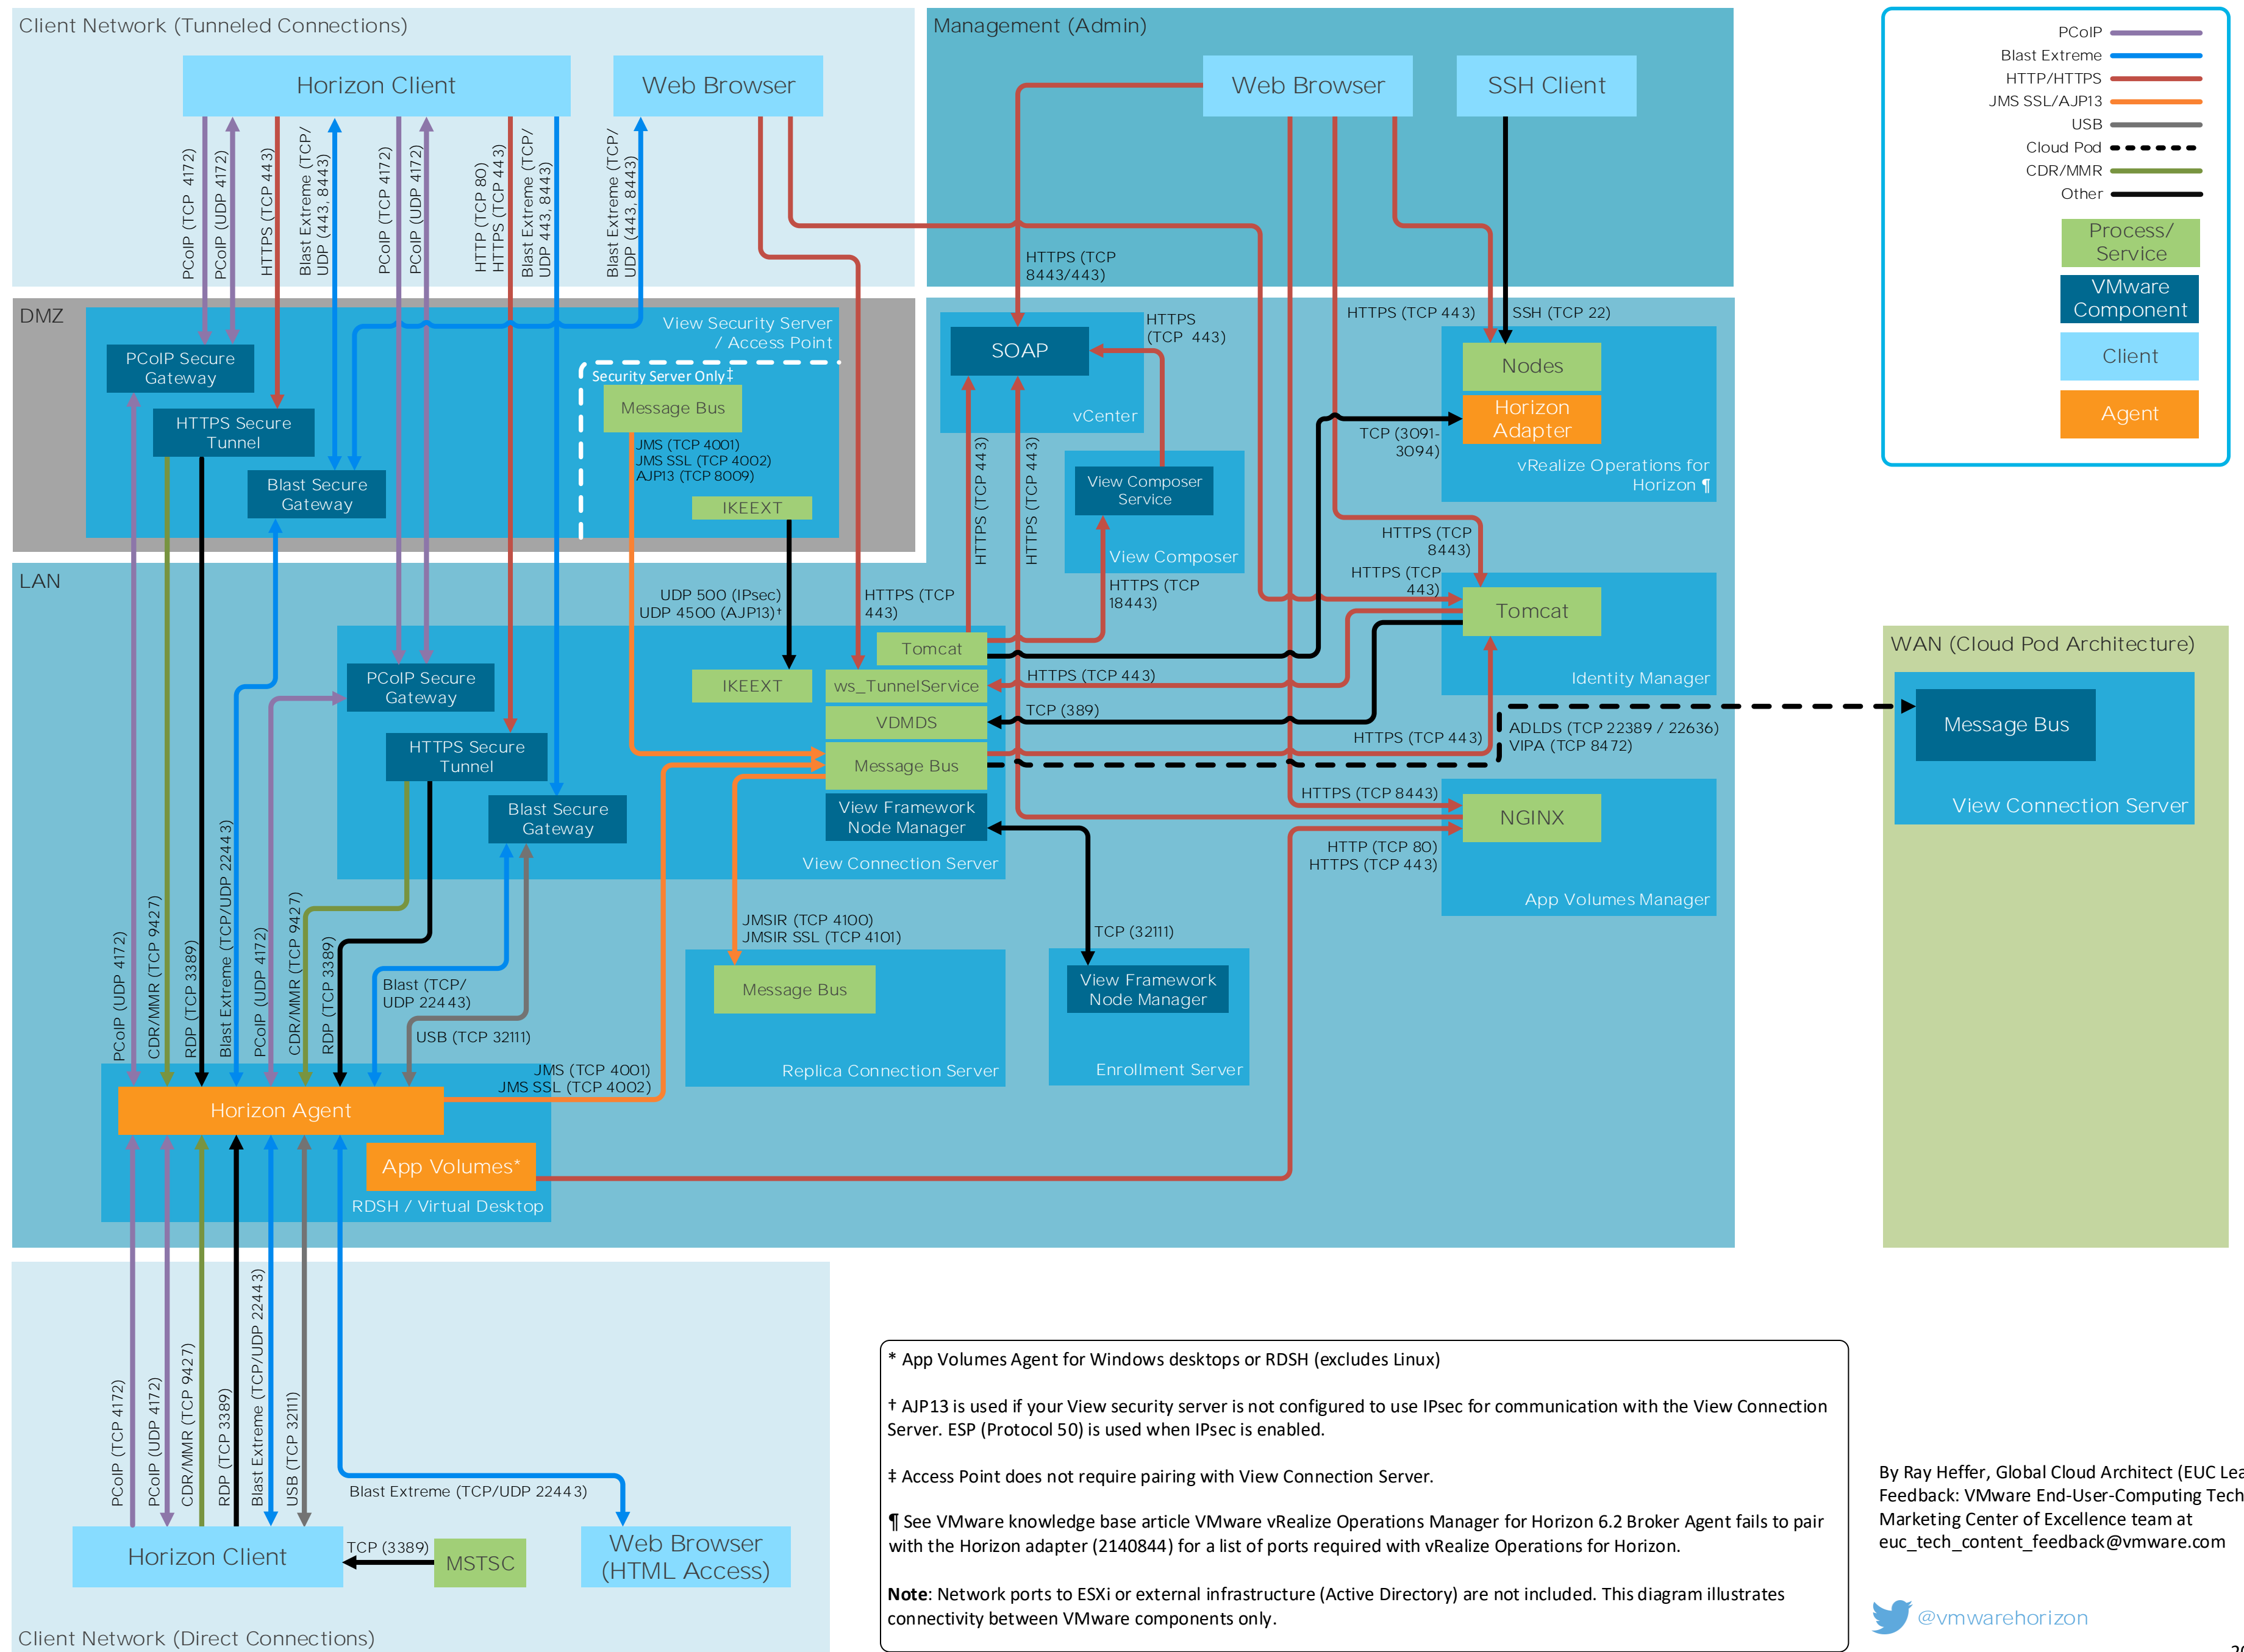 Client Network (Tunneled Connections)
Horizon Client
Web Browser
PCoIP (TCP 4172)
PCoIP (UDP 4172)
HTTPS (TCP 443)
Blast Extreme (TCP/
UDP (443, 8443)
PCoIP (TCP 4172)
PCoIP (UDP 4172)
HTTP (TCP 80)
HTTPS (TCP 443)
Blast Extreme (TCP/
UDP 443, 8443)
Blast Extreme (TCP/
UDP (443, 8443)
Management (Admin)
Web Browser
SSH Client
HTTPS (TCP
8443/443)
PCoIP
Blast Extreme
HTTP/HTTPS
JMS SSL/AJP13
USB
Cloud Pod
CDR/MMR
Other
Process/
Service
VMware
Component
Client
Agent
DMZ
View Security Server
/ Access Point
PCoIP Secure
Gateway
HTTPS Secure
Tunnel
Blast Secure
Gateway
Security Server Only‡
Message Bus
JMS (TCP 4001)
JMS SSL (TCP 4002)
AJP13 (TCP 8009)
IKEEXT
SOAP
vCenter
HTTPS
(TCP 443)
HTTPS (TCP 443)
HTTPS (TCP 443)
View Composer
Service
View Composer
HTTPS (TCP
18443)
HTTPS (TCP 443)
SSH (TCP 22)
Nodes
Horizon
Adapter
TCP (3091-
3094)
vRealize Operations for
Horizon ¶
HTTPS (TCP
8443)
HTTPS (TCP
443)
Tomcat
Identity Manager
LAN
UDP 500 (IPsec)
UDP 4500 (AJP13)†
HTTPS (TCP
443)
PCoIP Secure
Gateway
HTTPS Secure
Tunnel
Blast Secure
Gateway
IKEEXT
Tomcat
ws_TunnelService
VDMDS
Message Bus
View Framework
Node Manager
View Connection Server
HTTPS (TCP 443)
TCP (389)
HTTPS (TCP 443)
ADLDS (TCP 22389 / 22636)
VIPA (TCP 8472)
HTTPS (TCP 8443)
NGINX
HTTP (TCP 80)
HTTPS (TCP 443)
App Volumes Manager
WAN (Cloud Pod Architecture)
Message Bus
View Connection Server
PCoIP (UDP 4172)
CDR/MMR (TCP 9427)
RDP (TCP 3389)
Blast Extreme (TCP/UDP 22443)
PCoIP (UDP 4172)
CDR/MMR (TCP 9427)
RDP (TCP 3389)
Blast (TCP/
UDP 22443)
USB (TCP 32111)
JMSIR (TCP 4100)
JMSIR SSL (TCP 4101)
Message Bus
Replica Connection Server
TCP (32111)
View Framework
Node Manager
Enrollment Server
JMS (TCP 4001)
JMS SSL (TCP 4002)
Horizon Agent
App Volumes*
RDSH / Virtual Desktop
PCoIP (TCP 4172)
PCoIP (UDP 4172)
CDR/MMR (TCP 9427)
RDP (TCP 3389)
Blast Extreme (TCP/UDP 22443)
USB (TCP 32111)
Blast Extreme (TCP/UDP 22443)
Horizon Client
TCP (3389)
MSTSC
Web Browser
(HTML Access)
Client Network (Direct Connections)
* App Volumes Agent for Windows desktops or RDSH (excludes Linux)
† AJP13 is used if your View security server is not configured to use IPsec for communication with the View Connection
Server. ESP (Protocol 50) is used when IPsec is enabled.
‡ Access Point does not require pairing with View Connection Server.
¶ See VMware knowledge base article VMware vRealize Operations Manager for Horizon 6.2 Broker Agent fails to pair
with the Horizon adapter (2140844) for a list of ports required with vRealize Operations for Horizon.
Note: Network ports to ESXi or external infrastructure (Active Directory) are not included. This diagram illustrates
connectivity between VMware components only.
By Ray Heffer, Global Cloud Architect (EUC
Feedback: VMware End-User-Computing Tech
Marketing Center of Excellence team at
euc_tech_content_feedback@vmware.com
@vmwarehorizon